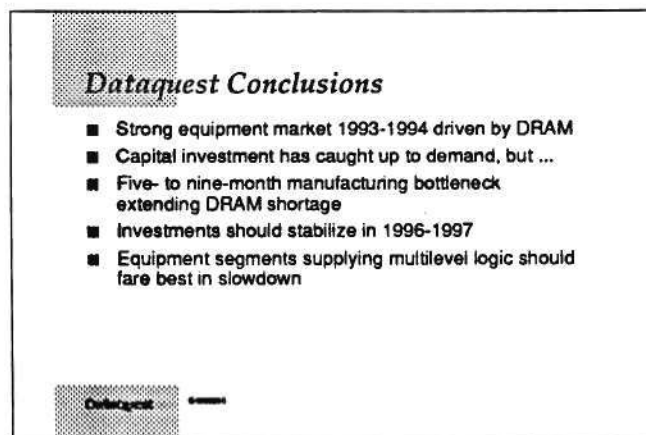 Dataquest Conclusions
■ Strong equipment market 1993-1994 driven by DRAM
■ Capital investment has caught up to demand, but ...
■ Five- to nine-month manufacturing bottleneck
extending DRAM shortage
■ Investments should stabilize in 1996-1997
■ Equipment segments supplying multilevel logic should
fare best in slowdown
Dataquest